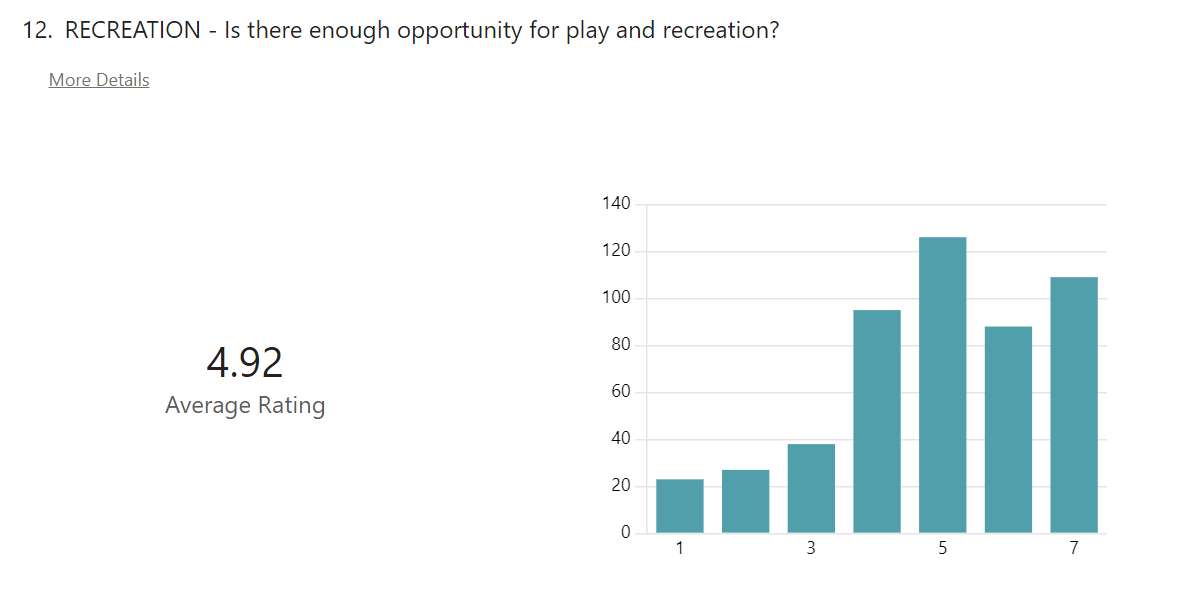 12. RECREATION - Is there enough opportunity for play and recreation?
More Details
4.92
Average Rating
140
120
100
80
60
40
20
0
1 3 5 7